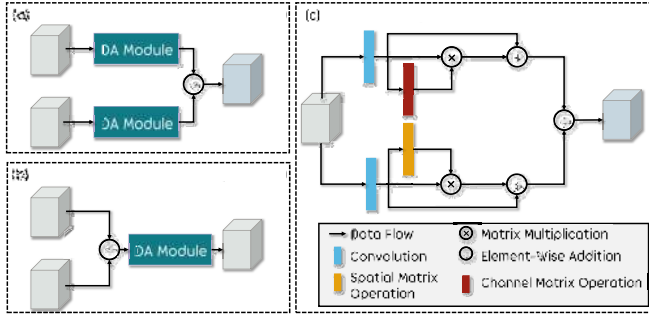 (a)
DA Module
DA Module
(b)
DA Module
(c)
Data Flow
Matrix Multiplication
Convolution
Element-Wise Addition
Spatial Matrix
Operation
Channel Matrix Operation